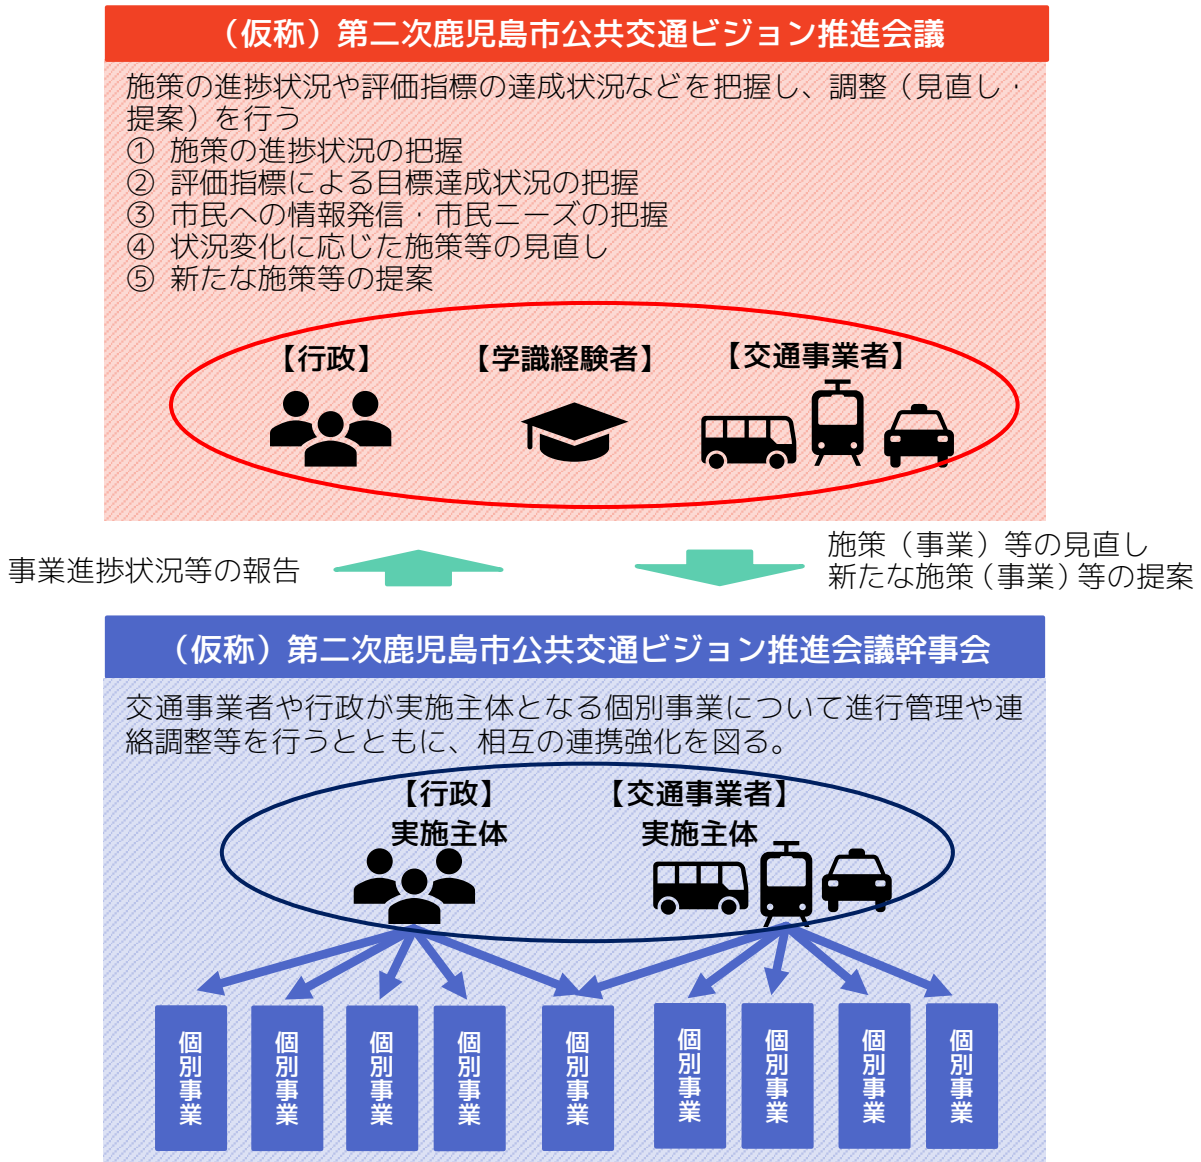 （仮称）第二次鹿児島市公共交通ビジョン推進会議
施策の進捗状況や評価指標の達成状況などを把握し、調整（見直し・
提案）を行う
① 施策の進捗状況の把握
② 評価指標による目標達成状況の把握
③ 市民への情報発信・市民ニーズの把握
④ 状況変化に応じた施策等の見直し
⑤ 新たな施策等の提案
【行政】
【学識経験者】
【交通事業者】
事業進捗状況等の報告
施策（事業）等の見直し
新たな施策（事業）等の提案
（仮称）第二次鹿児島市公共交通ビジョン推進会議幹事会
交通事業者や行政が実施主体となる個別事業について進行管理や連
絡調整等を行うとともに、相互の連携強化を図る。
【行政】
実施主体
【交通事業者】
実施主体
個別事業
個別事業
個別事業
個別事業
個別事業
個別事業
個別事業
個別事業
個別事業